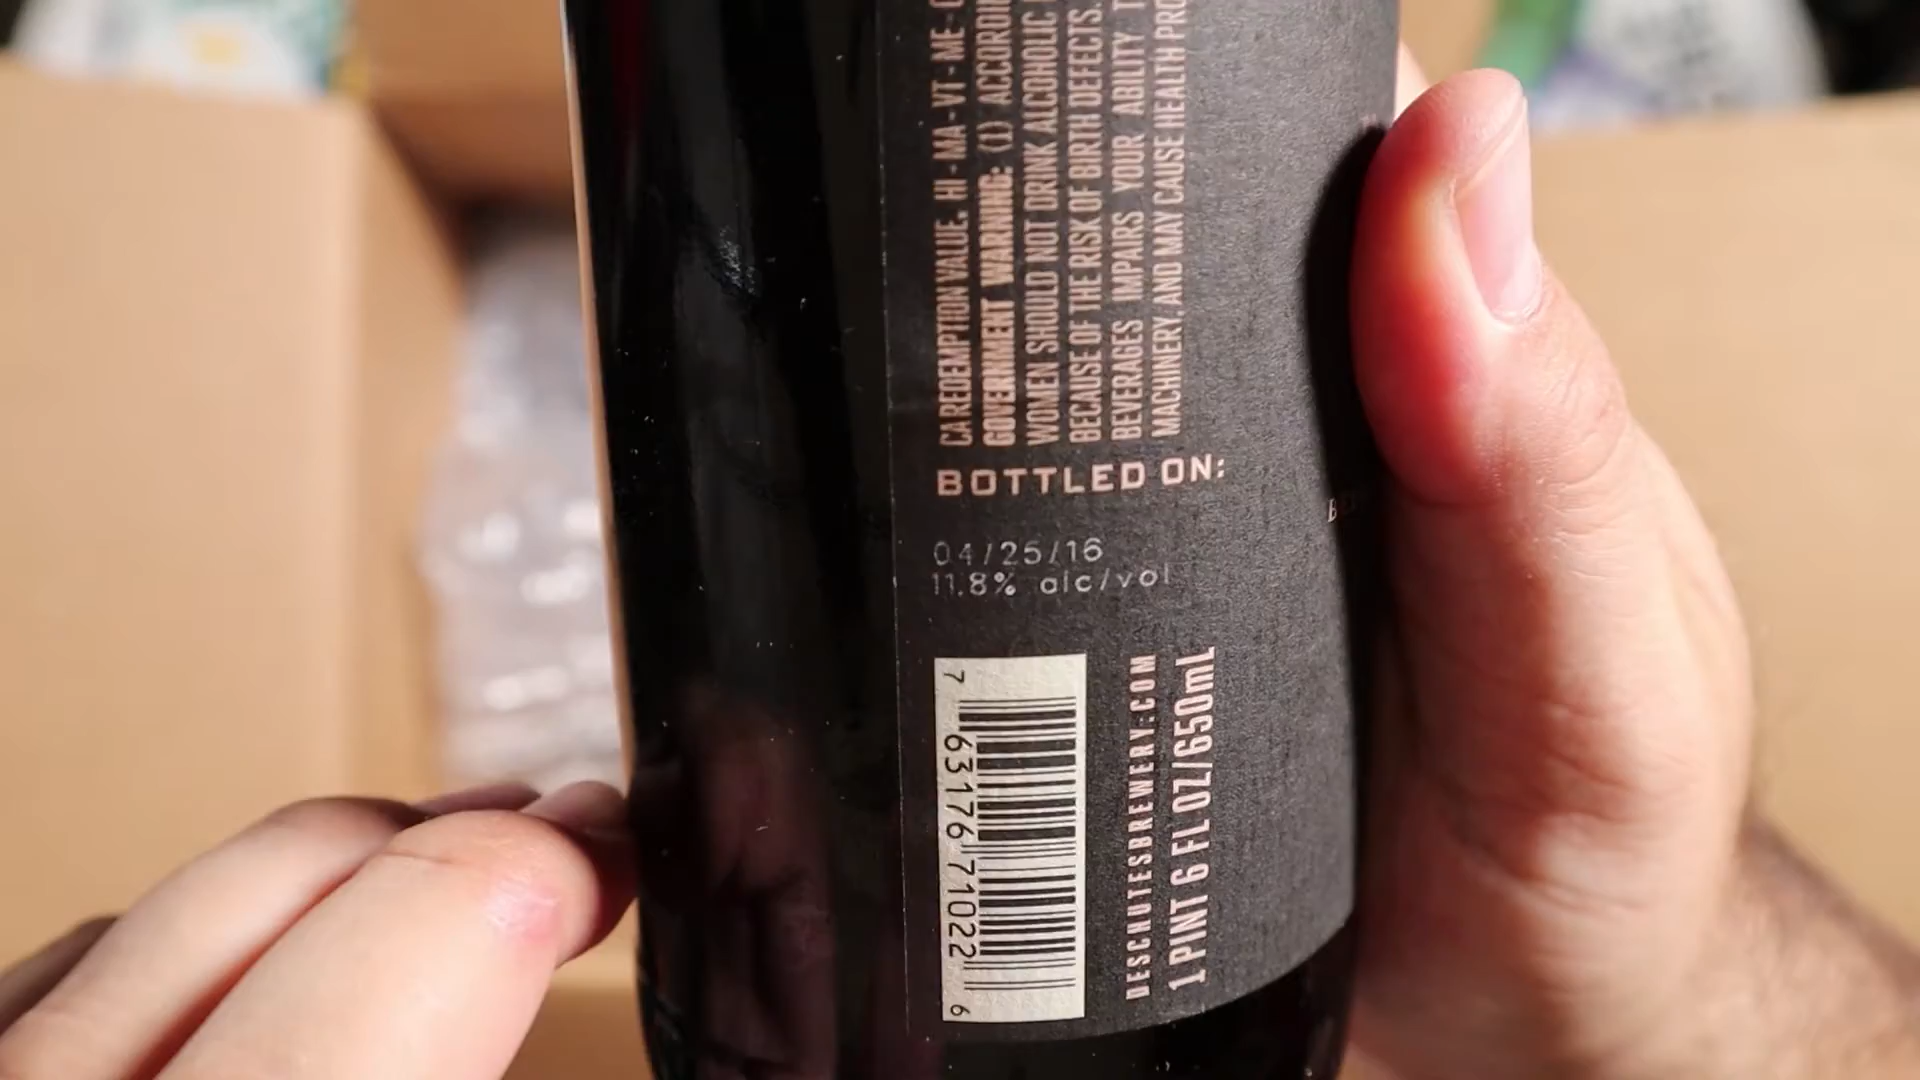 CA REDEMPTION VALUE. HI - MA - VT - ME -
GOVERNMENT WARNING: (1) ACCORDIN
WOMEN SHOULD NOT DRINK ALCOHOLIC
BECAUSE OF THE RISK OF BIRTH DEFECTS.
BEVERAGES IMPAIRS YOUR ABILITY T
MACHINERY, AND MAY CAUSE HEALTH PRO
BOTTLED ON:
04/25/16
11.8% alc/vol
7 63176 71022 6
DESCHUTESBREWERY.COM
1 PINT 6 FL OZ/650mL